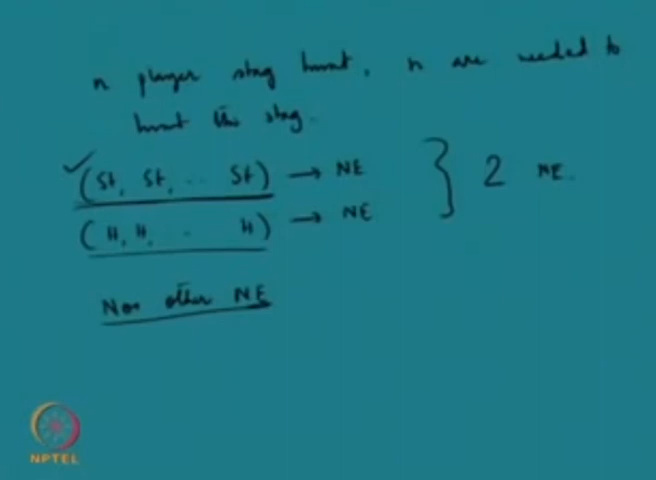 n player stag hunt, n are needed to
hunt the stag.
✓(St, St, .. St) → NE } 2 NE.
(H, H, .. H) → NE
Non other NE
NPTEL